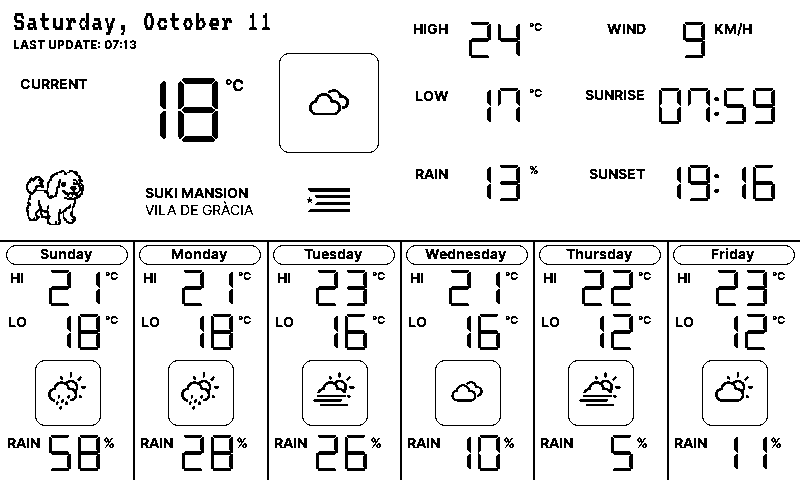 Saturday, October 11
LAST UPDATE: 07:13
CURRENT 18 °C
SUKI MANSION
VILA DE GRÀCIA
HIGH 24 °C
LOW 17 °C
RAIN 13 %
WIND 9 KM/H
SUNRISE 07:59
SUNSET 19:16
Sunday
HI 21 °C
LO 18 °C
RAIN 58 %
Monday
HI 21 °C
LO 18 °C
RAIN 28 %
Tuesday
HI 23 °C
LO 16 °C
RAIN 26 %
Wednesday
HI 21 °C
LO 16 °C
RAIN 10 %
Thursday
HI 22 °C
LO 12 °C
RAIN 5 %
Friday
HI 23 °C
LO 12 °C
RAIN 11 %